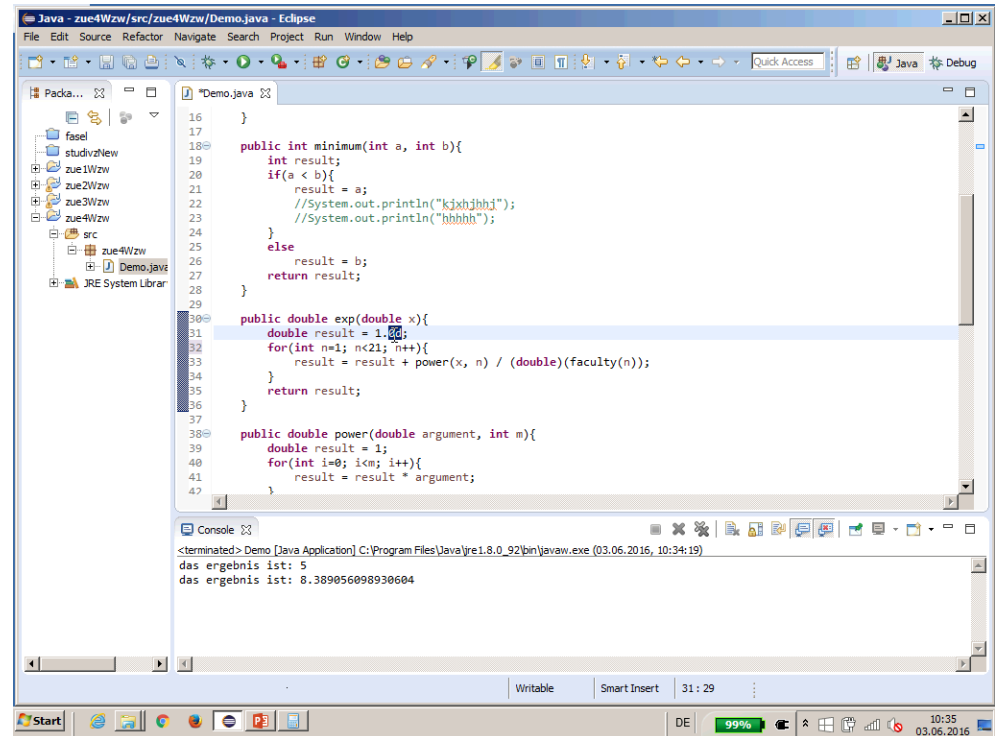 Java - zue4Wzw/src/zue4Wzw/Demo.java - Eclipse
File Edit Source Refactor Navigate Search Project Run Window Help
Quick Access Java Debug
Packa...
fasel
studivzNew
zue1Wzw
zue2Wzw
zue3Wzw
zue4Wzw
src
zue4Wzw
Demo.java
JRE System Librar
*Demo.java
16 }
17
18 public int minimum(int a, int b){
19 int result;
20 if(a < b){
21 result = a;
22 //System.out.println("kjxhjhhj");
23 //System.out.println("hhhhh");
24 }
25 else
26 result = b;
27 return result;
28 }
29
30 public double exp(double x){
31 double result = 1.0d;
32 for(int n=1; n<21; n++){
33 result = result + power(x, n) / (double)(faculty(n));
34 }
35 return result;
36 }
37
38 public double power(double argument, int m){
39 double result = 1;
40 for(int i=0; i<m; i++){
41 result = result * argument;
42 }
Console
<terminated> Demo [Java Application] C:\Program Files\Java\jre1.8.0_92\bin\javaw.exe (03.06.2016, 10:34:19)
das ergebnis ist: 5
das ergebnis ist: 8.389056098930604
Writable Smart Insert 31 : 29
Start DE 99% 10:35
03.06.2016